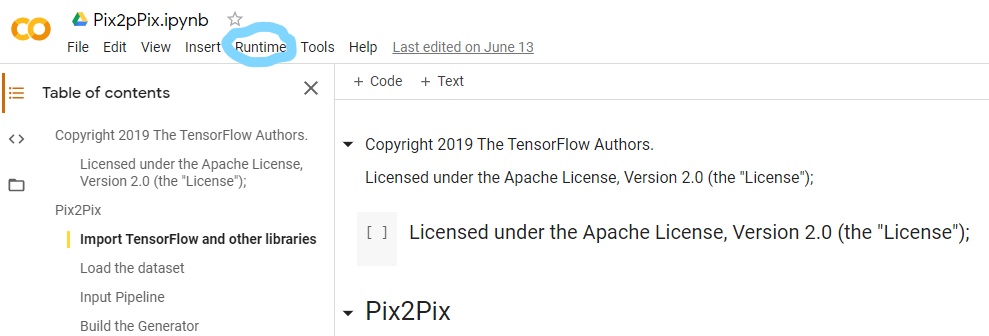 Pix2pPix.ipynb
File Edit View Insert Runtime Tools Help Last edited on June 13
Table of contents
Copyright 2019 The TensorFlow Authors.
Licensed under the Apache License,
Version 2.0 (the "License");
Pix2Pix
Import TensorFlow and other libraries
Load the dataset
Input Pipeline
Build the Generator
+ Code + Text
Copyright 2019 The TensorFlow Authors.
Licensed under the Apache License, Version 2.0 (the "License");
[ ] Licensed under the Apache License, Version 2.0 (the "License");
Pix2Pix